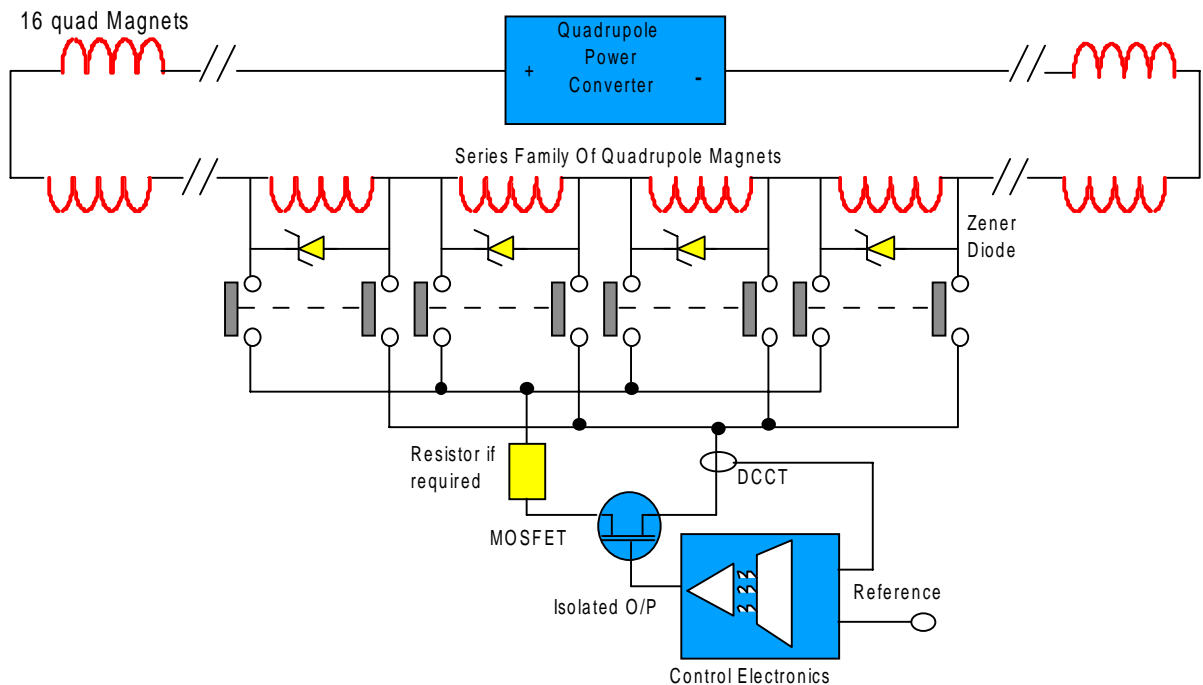 16 quad Magnets
Quadrupole
Power
+ Converter -
Series Family Of Quadrupole Magnets
Zener
Diode
Resistor if
required
DCCT
MOSFET
Isolated O/P
Reference
Control Electronics